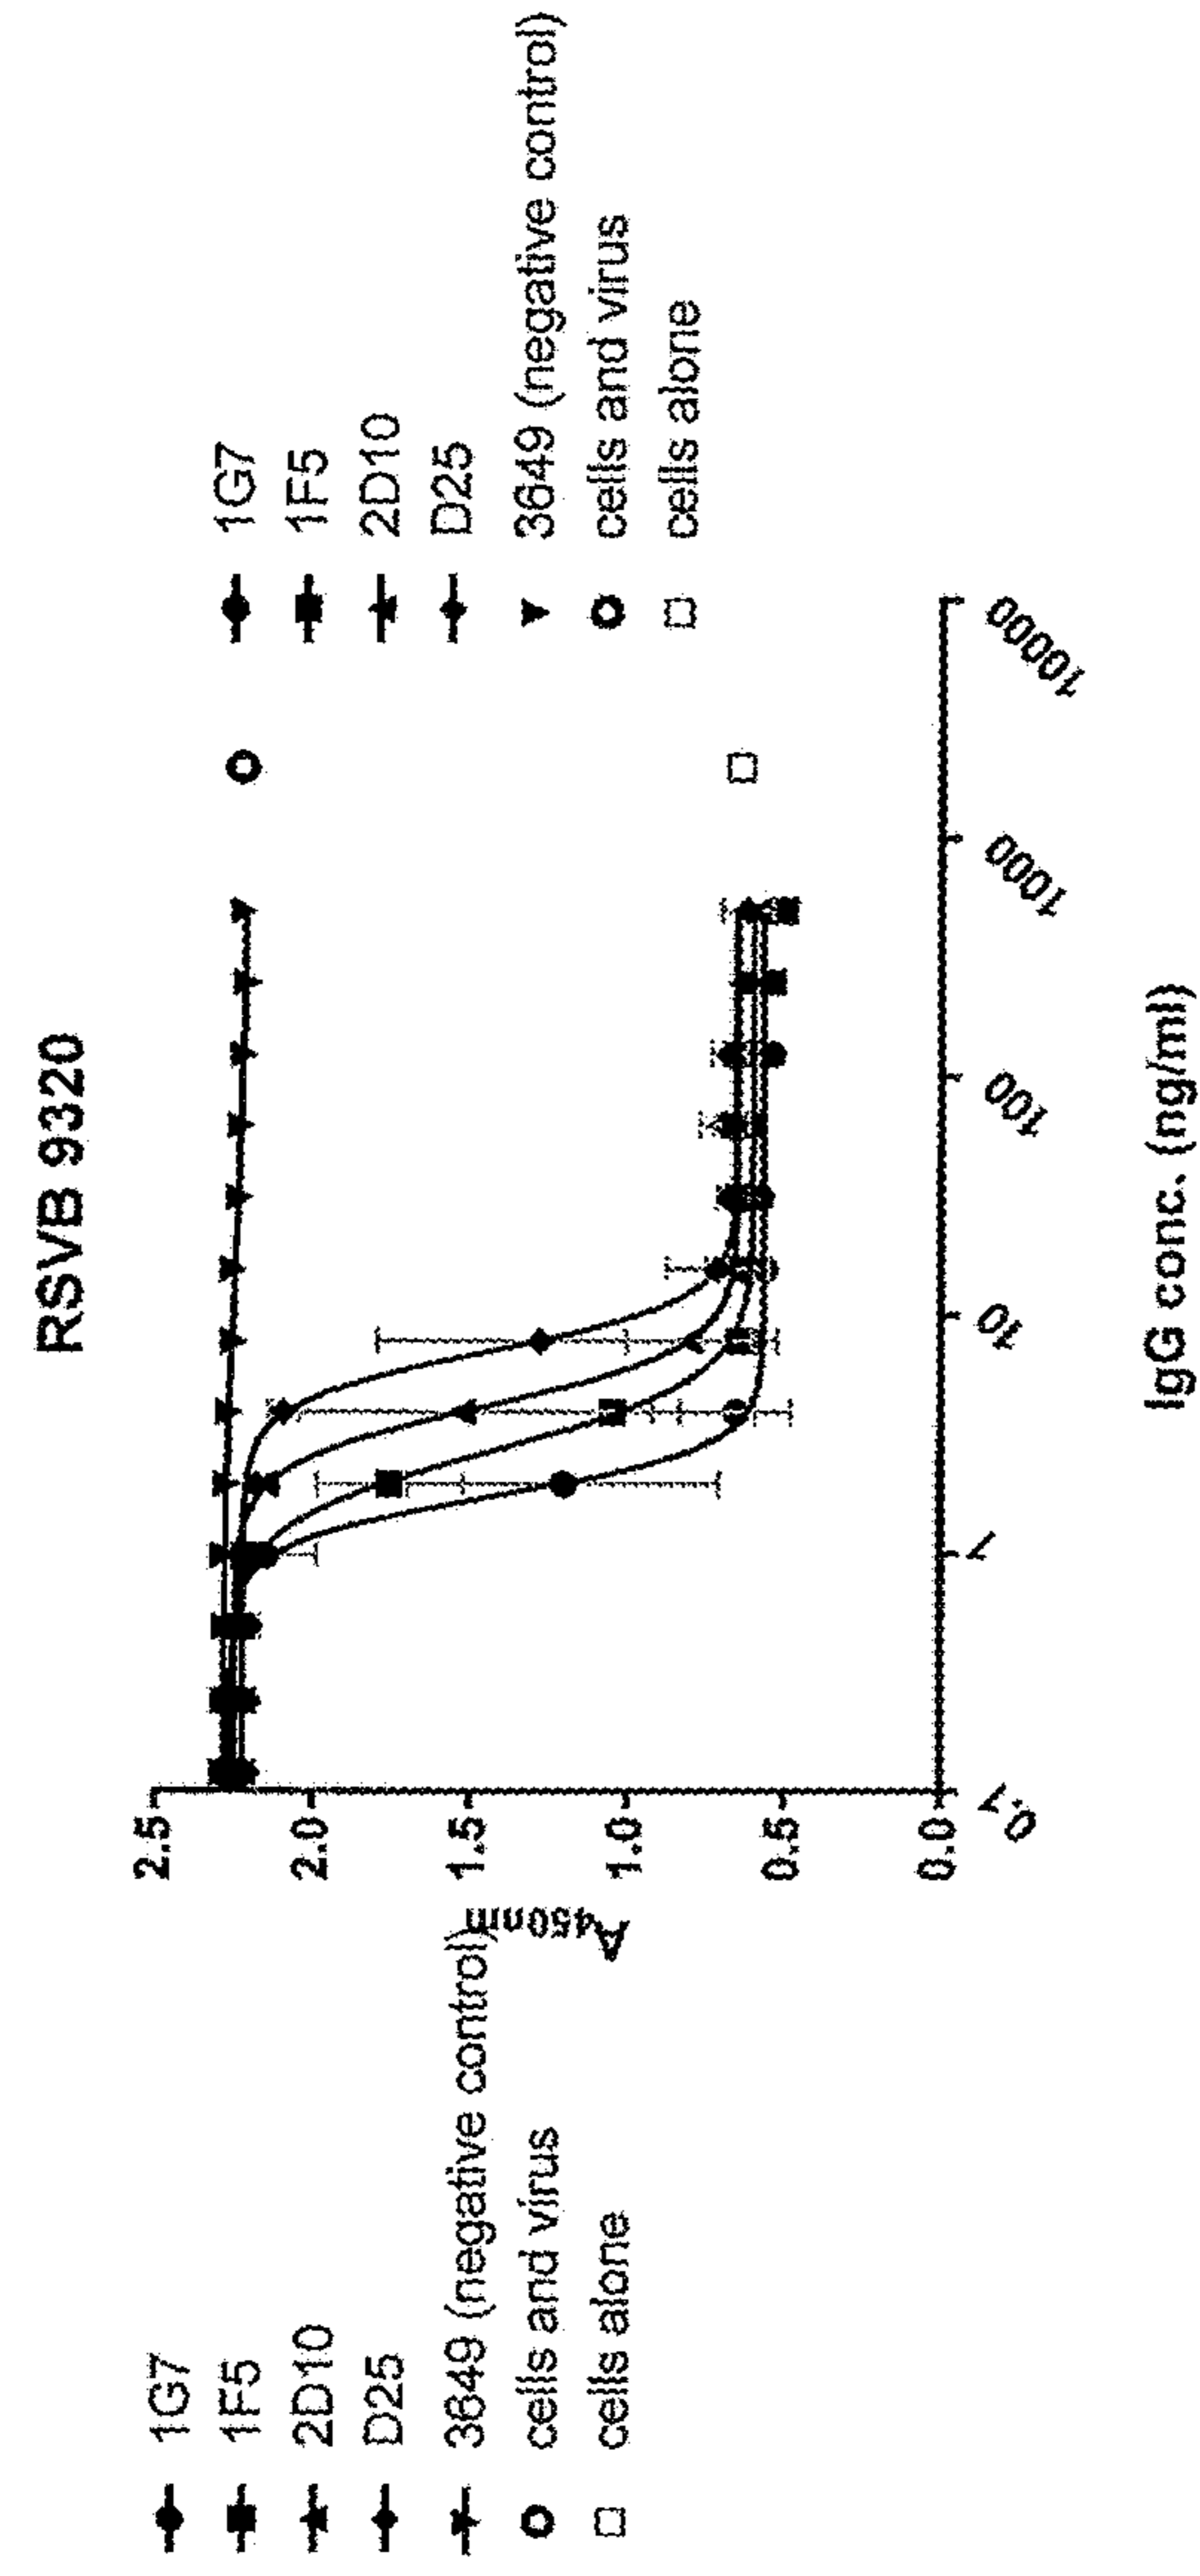 RSVB 9320
1G7
1F5
2D10
D25
3649 (negative control)
cells and virus
cells alone
A450nm
2.5
2.0
1.5
1.0
0.5
0.0
0.1
1
10
100
1000
10000
IgG conc. (ng/ml)
1G7
1F5
2D10
D25
3649 (negative control)
cells and virus
cells alone